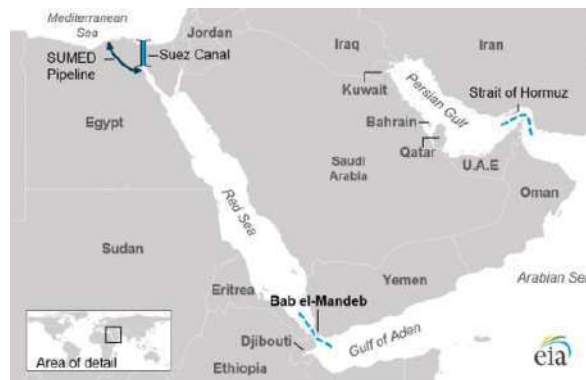 Mediterranean
Sea
SUMED
Pipeline
Suez Canal
Jordan
Iraq
Iran
Kuwait
Persian Gulf
Strait of Hormuz
Egypt
Bahrain
Qatar
Saudi
Arabia
U.A.E
Oman
Red Sea
Sudan
Eritrea
Yemen
Arabian Sea
Bab el-Mandeb
Gulf of Aden
Djibouti
Ethiopia
Area of detail
eia